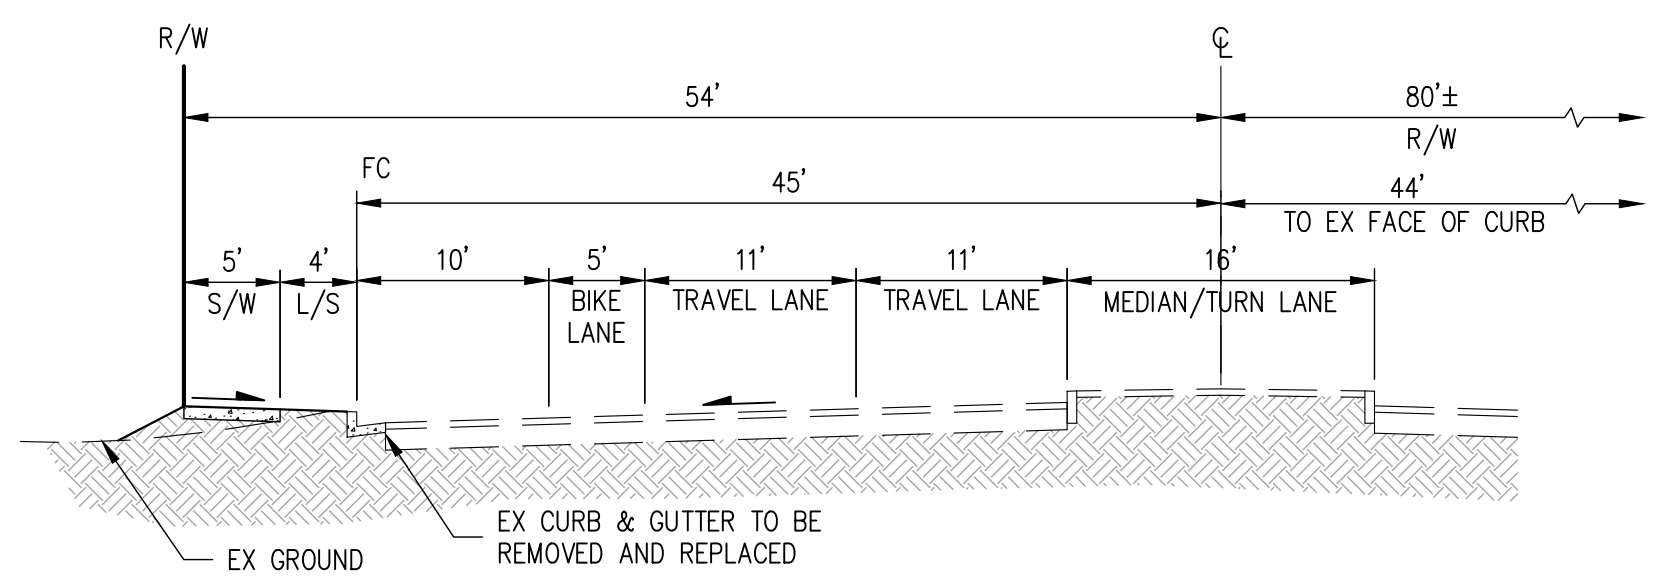 R/W
℄
54'
80'±
R/W
FC
45'
44'
TO EX FACE OF CURB
5'
S/W
4'
L/S
10'
5'
BIKE
LANE
11'
TRAVEL LANE
11'
TRAVEL LANE
16'
MEDIAN/TURN LANE
EX CURB & GUTTER TO BE
REMOVED AND REPLACED
EX GROUND